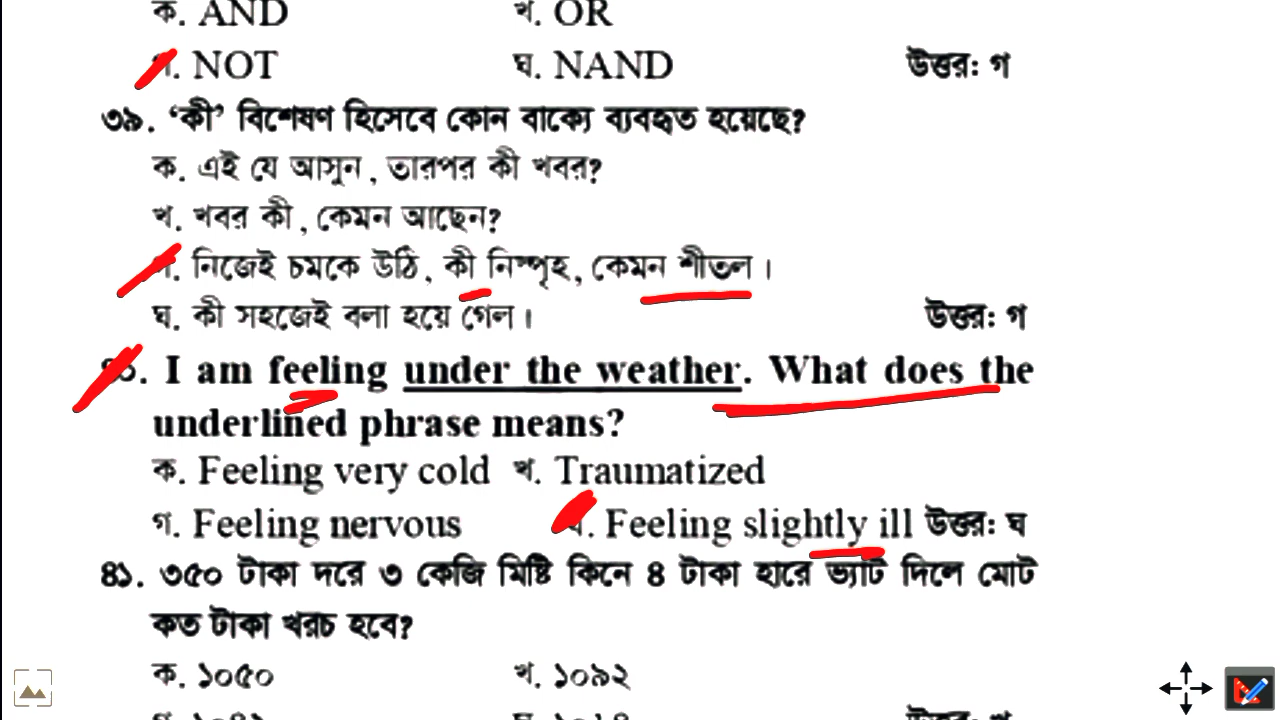 ক. AND খ. OR
NOT ঘ. NAND উত্তর: গ
৩৯. ‘কী’ বিশেষণ হিসেবে কোন বাক্যে ব্যবহৃত হয়েছে?
ক. এই যে আসুন, তারপর কী খবর?
খ. খবর কী, কেমন আছেন?
নিজেই চমকে উঠি, কী নিস্পৃহ, কেমন শীতল।
ঘ. কী সহজেই বলা হয়ে গেল। উত্তর: গ
I am feeling under the weather. What does the
underlined phrase means?
ক. Feeling very cold খ. Traumatized
গ. Feeling nervous Feeling slightly ill উত্তর: ঘ
৪১. ৩৫০ টাকা দরে ৩ কেজি মিষ্টি কিনে ৪ টাকা হারে ভ্যাট দিলে মোট
কত টাকা খরচ হবে?
ক. ১০৫০ খ. ১০৯২